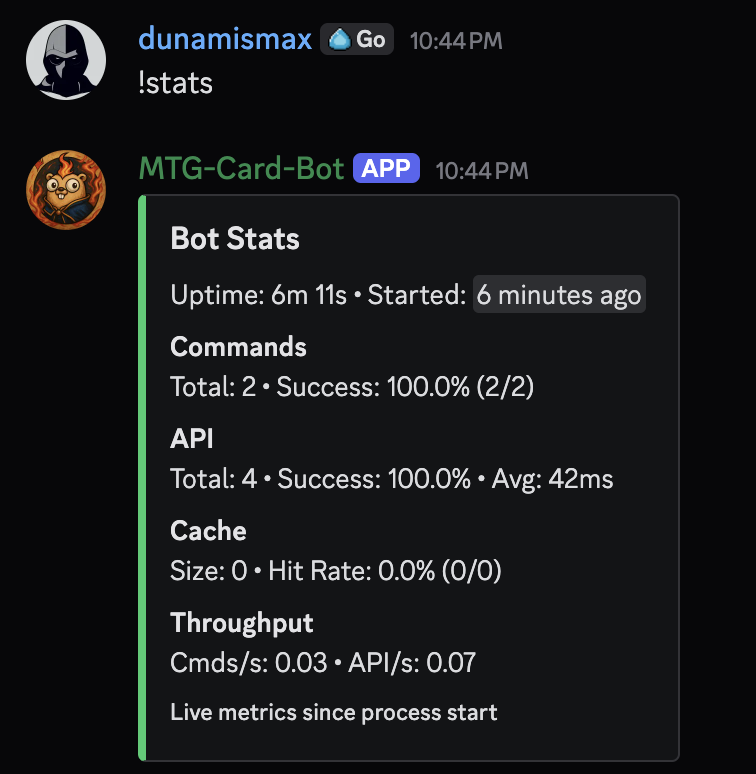 dunamismax Go 10:44 PM
!stats
MTG-Card-Bot APP 10:44 PM
Bot Stats
Uptime: 6m 11s • Started: 6 minutes ago
Commands
Total: 2 • Success: 100.0% (2/2)
API
Total: 4 • Success: 100.0% • Avg: 42ms
Cache
Size: 0 • Hit Rate: 0.0% (0/0)
Throughput
Cmds/s: 0.03 • API/s: 0.07
Live metrics since process start